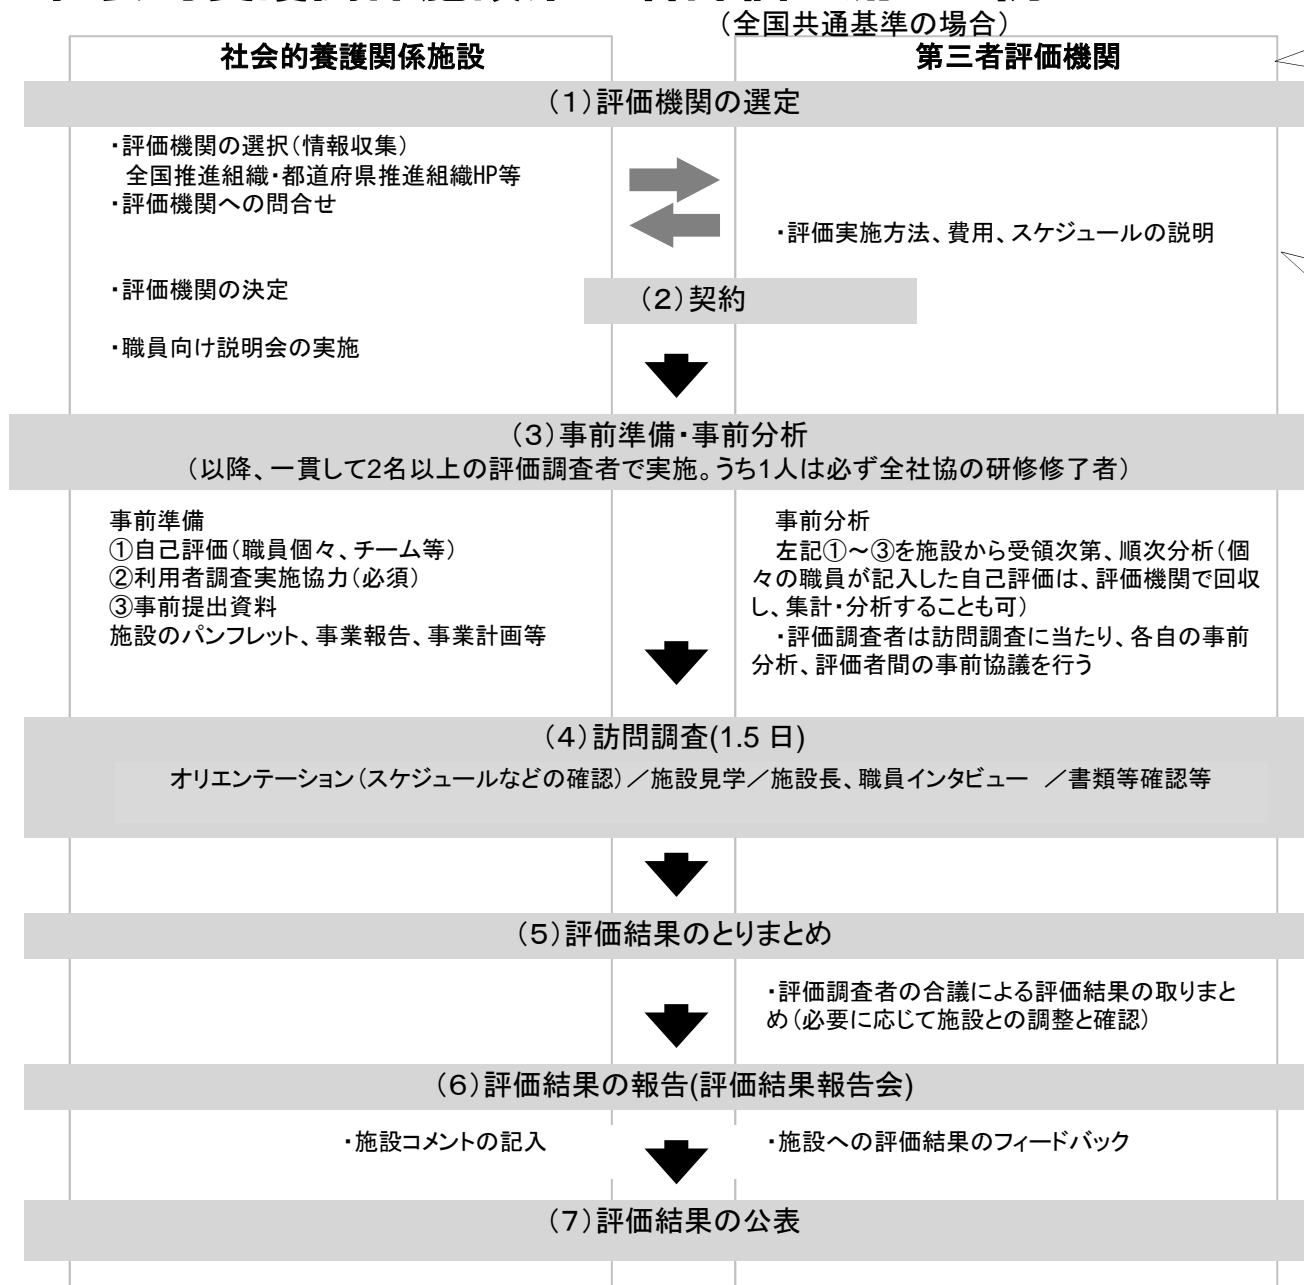 （全国共通基準の場合）
社会的養護関係施設
第三者評価機関
（１）評価機関の選定
・評価機関の選択（情報収集）
全国推進組織・都道府県推進組織HP等
・評価機関への問合せ
・評価実施方法、費用、スケジュールの説明
・評価機関の決定
（２）契約
・職員向け説明会の実施
（３）事前準備・事前分析
（以降、一貫して2名以上の評価調査者で実施。うち1人は必ず全社協の研修修了者）
事前準備
①自己評価（職員個々、チーム等）
②利用者調査実施協力（必須）
③事前提出資料
施設のパンフレット、事業報告、事業計画等
事前分析
左記①～③を施設から受領次第、順次分析（個
々の職員が記入した自己評価は、評価機関で回収
し、集計・分析することも可）
・評価調査者は訪問調査に当たり、各自の事前
分析、評価者間の事前協議を行う
（４）訪問調査(1.5 日)
オリエンテーション（スケジュールなどの確認）／施設見学／施設長、職員インタビュー　／書類等確認等
（５）評価結果のとりまとめ
・評価調査者の合議による評価結果の取りまと
め（必要に応じて施設との調整と確認）
（６）評価結果の報告(評価結果報告会)
・施設コメントの記入
・施設への評価結果のフィードバック
（７）評価結果の公表